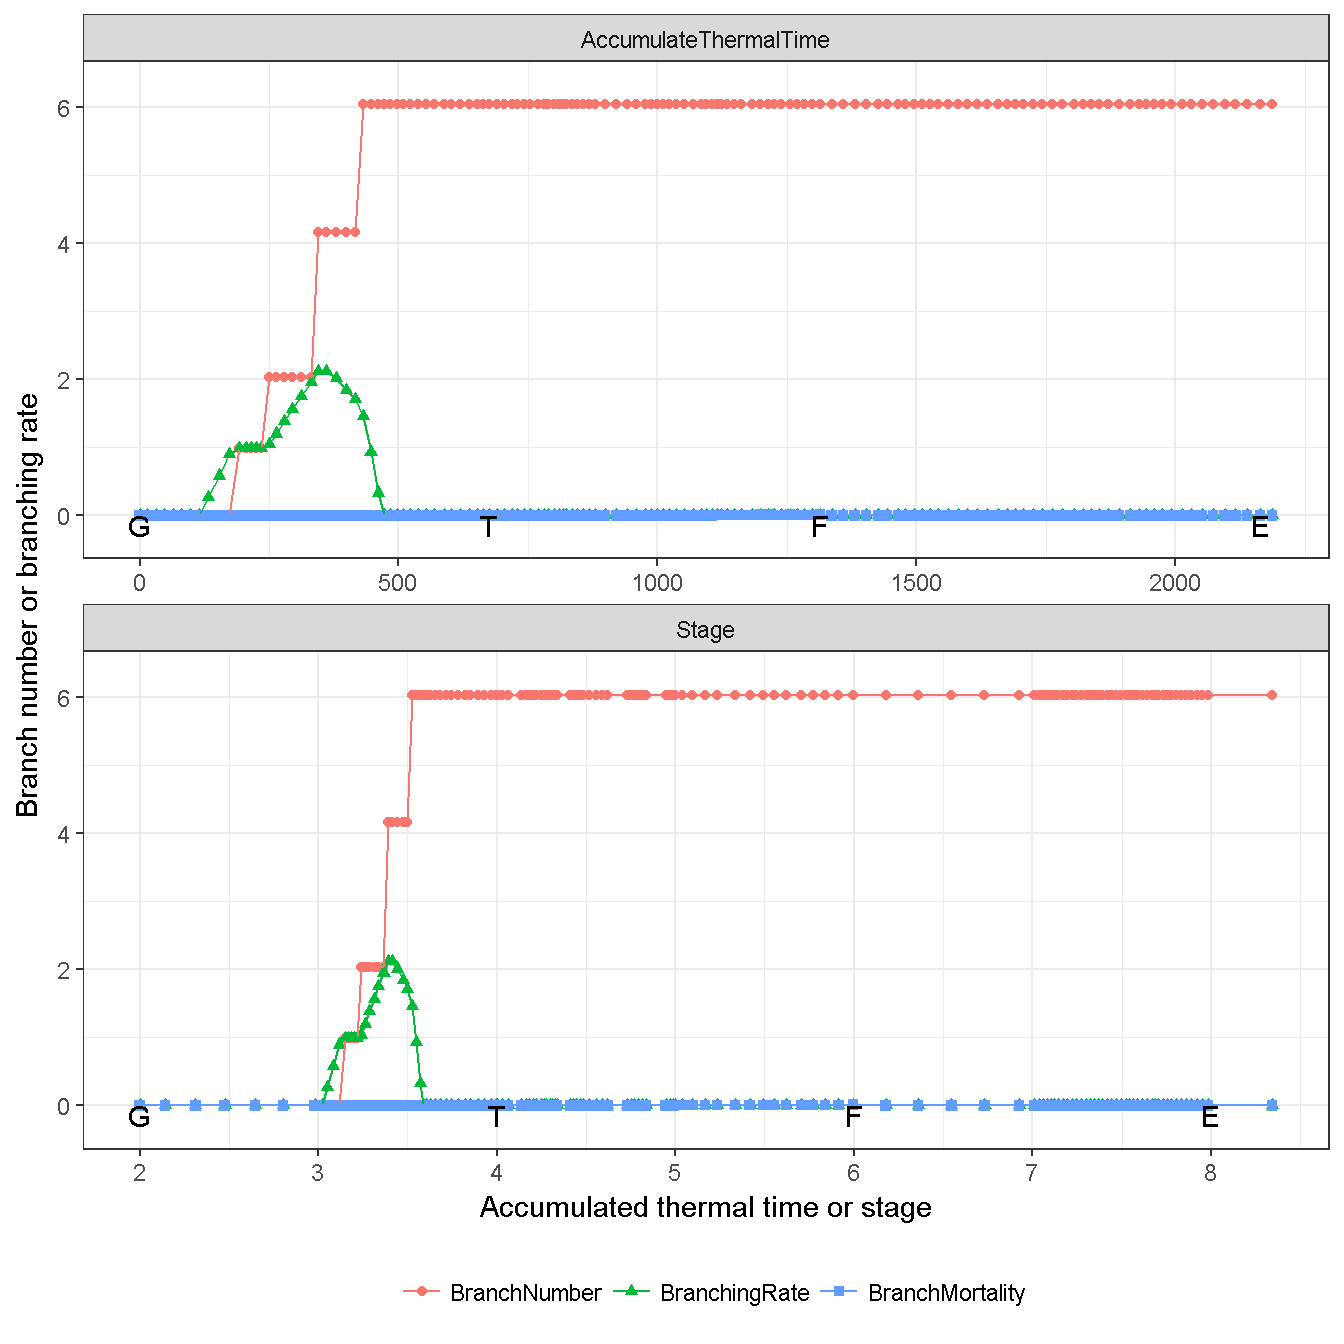 AccumulateThermalTime
6
4
2
0
G T F E
0 500 1000 1500 2000
Branch number or branching rate
Stage
6
4
2
0
G T F E
2 3 4 5 6 7 8
Accumulated thermal time or stage
BranchNumber BranchingRate BranchMortality